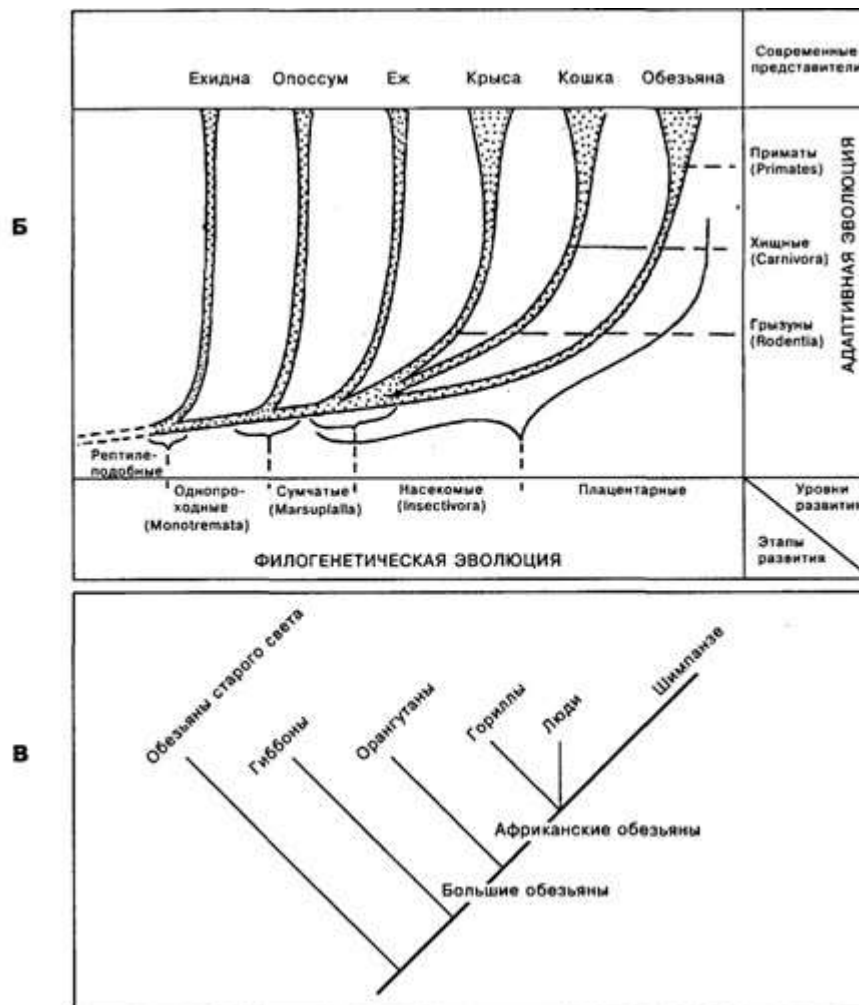 Современные
представители
Ехидна Опоссум Еж Крыса Кошка Обезьяна
Б
Приматы
(Primates)
Хищные
(Carnivora)
Грызуны
(Rodentia)
АДАПТИВНАЯ ЭВОЛЮЦИЯ
Рептиле-
подобные
Однопро-
ходные
(Monotremata)
Сумчатые
(Marsupialla)
Насекомые
(Insectivora)
Плацентарные
Уровни
развития
Этапы
развития
ФИЛОГЕНЕТИЧЕСКАЯ ЭВОЛЮЦИЯ
В
Обезьяны старого света
Гиббоны
Орангутаны
Гориллы
Люди
Шимпанзе
Африканские обезьяны
Большие обезьяны